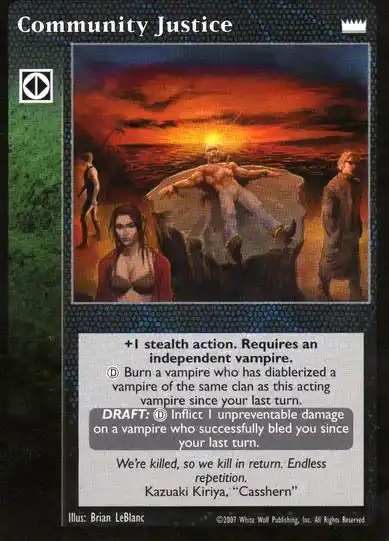 Community Justice
+1 stealth action. Requires an
independent vampire.
Ⓓ Burn a vampire who has diablerized a
vampire of the same clan as this acting
vampire since your last turn.
DRAFT: Ⓓ Inflict 1 unpreventable damage
on a vampire who successfully bled you since
your last turn.
We're killed, so we kill in return. Endless
repetition.
Kazuaki Kiriya, "Casshern"
Illus: Brian LeBlanc
©2007 White Wolf Publishing, Inc. All Rights Reserved